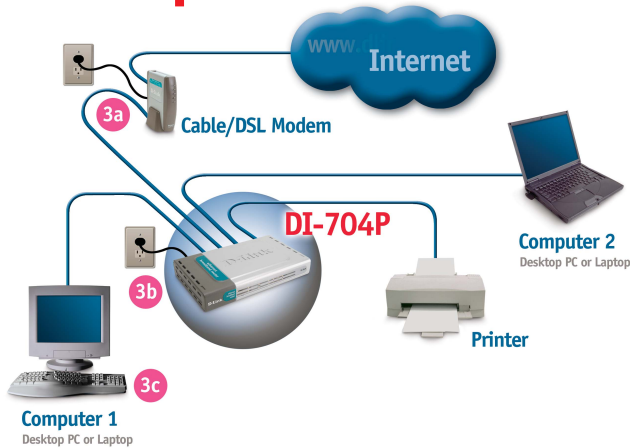 www.
Internet
3a
Cable/DSL Modem
DI-704P
D-Link
D-Link
3b
Computer 2
Desktop PC or Laptop
Printer
3c
Computer 1
Desktop PC or Laptop